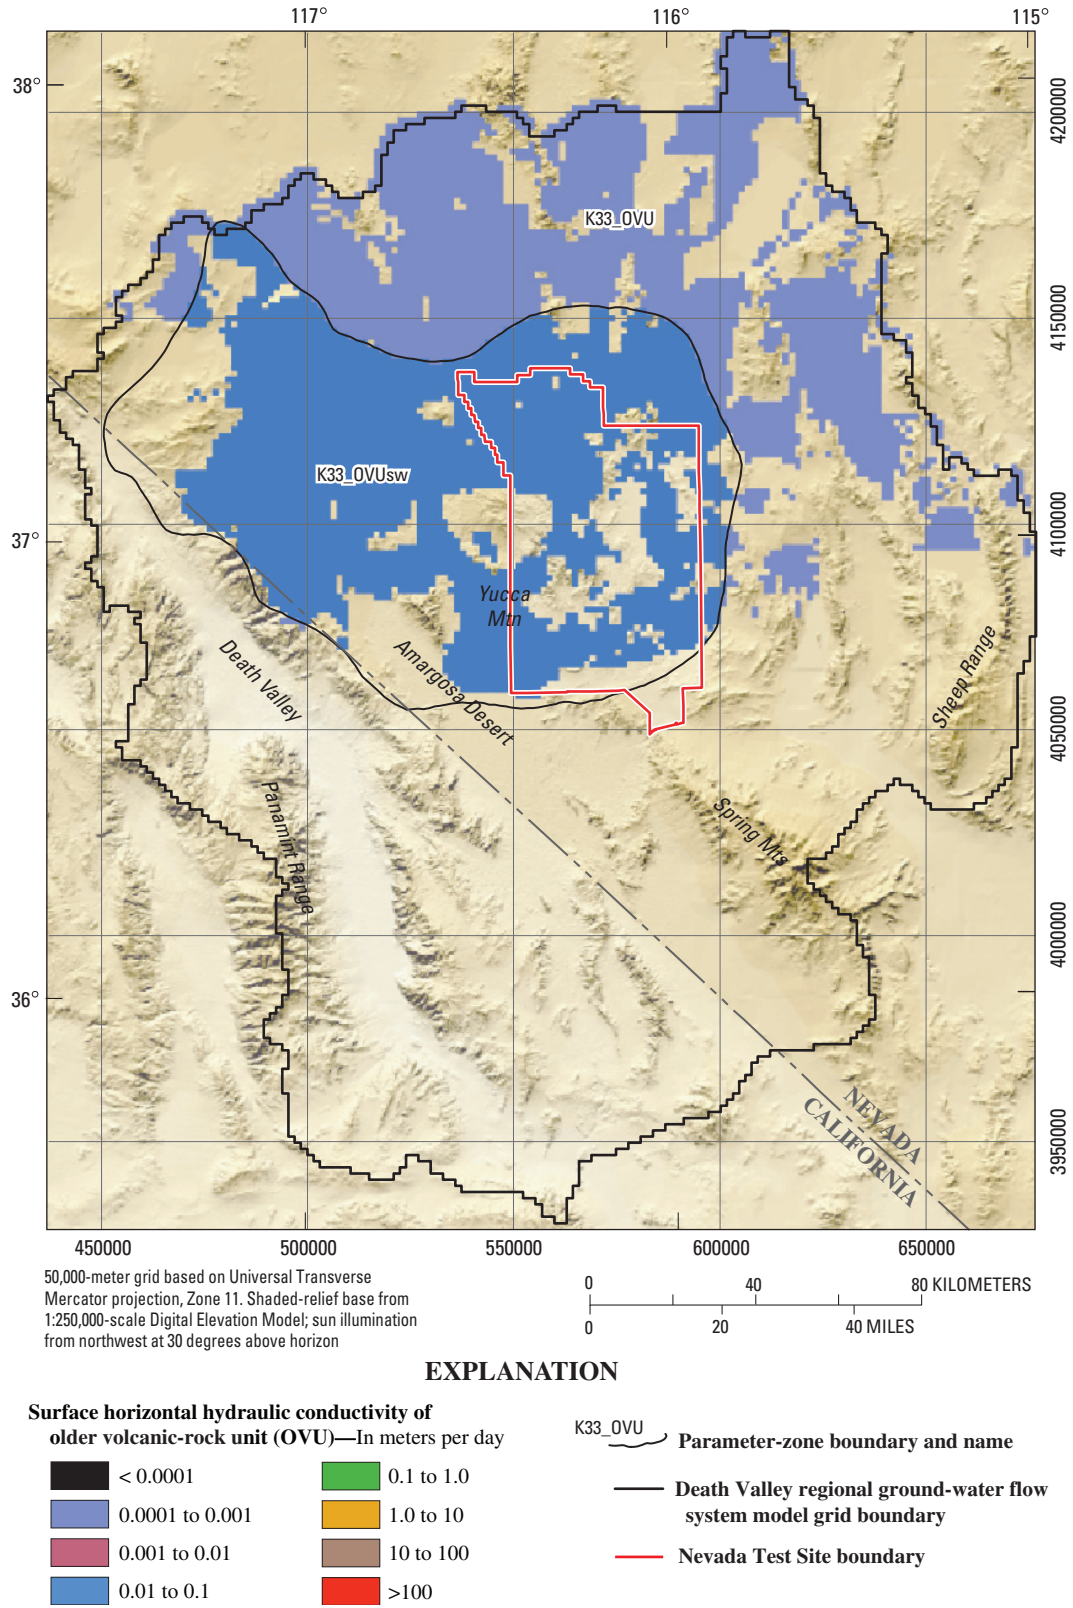 117°
116°
115°
38°
37°
36°
4200000
4150000
4100000
4050000
4000000
3950000
K33_OVU
K33_OVUsw
Yucca
Mtn
Death Valley
Amargosa Desert
Panamint Range
Spring Mts
Sheep Range
NEVADA
CALIFORNIA
450000
500000
550000
600000
650000
50,000-meter grid based on Universal Transverse
Mercator projection, Zone 11. Shaded-relief base from
1:250,000-scale Digital Elevation Model; sun illumination
from northwest at 30 degrees above horizon
0 40 80 KILOMETERS
0 20 40 MILES
EXPLANATION
Surface horizontal hydraulic conductivity of
older volcanic-rock unit (OVU)—In meters per day
< 0.0001
0.0001 to 0.001
0.001 to 0.01
0.01 to 0.1
0.1 to 1.0
1.0 to 10
10 to 100
>100
K33_OVU
Parameter-zone boundary and name
Death Valley regional ground-water flow
system model grid boundary
Nevada Test Site boundary